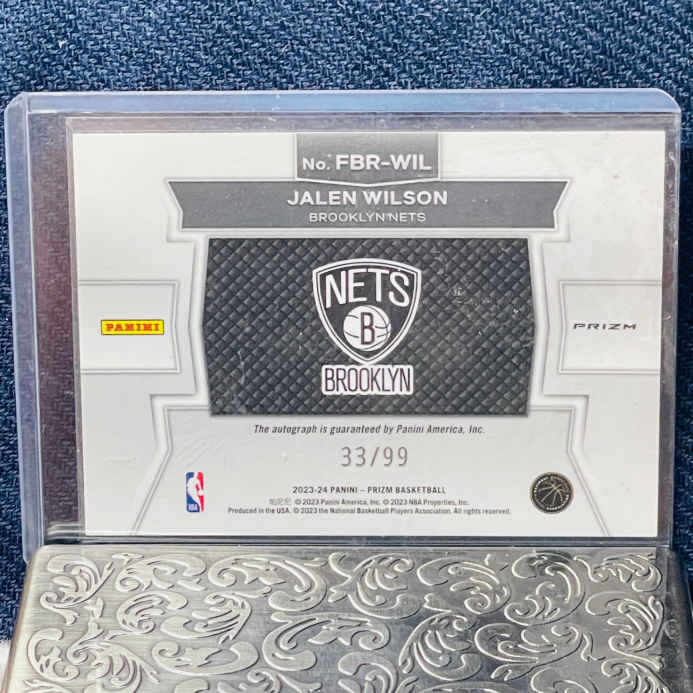 No. FBR-WIL
JALEN WILSON
BROOKLYN NETS
NETS
B
BROOKLYN
PANINI
PRIZM
The autograph is guaranteed by Panini America, Inc.
33/99
2023-24 PANINI – PRIZM BASKETBALL
© 2023 Panini America, Inc. © 2023 NBA Properties, Inc.
Produced in the USA. © 2023 the National Basketball Players Association. All rights reserved.
NBA